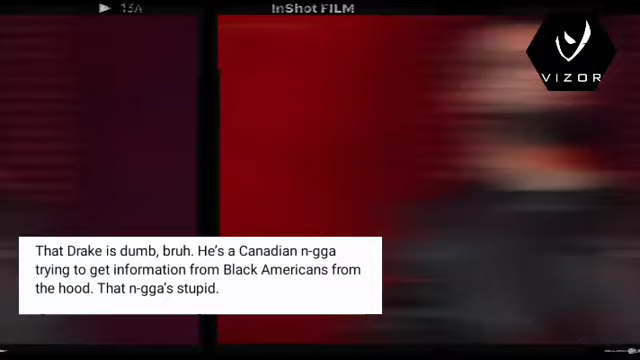 ▶ 13A InShot FILM
VIZOR
That Drake is dumb, bruh. He's a Canadian n-gga
trying to get information from Black Americans from
the hood. That n-gga's stupid.